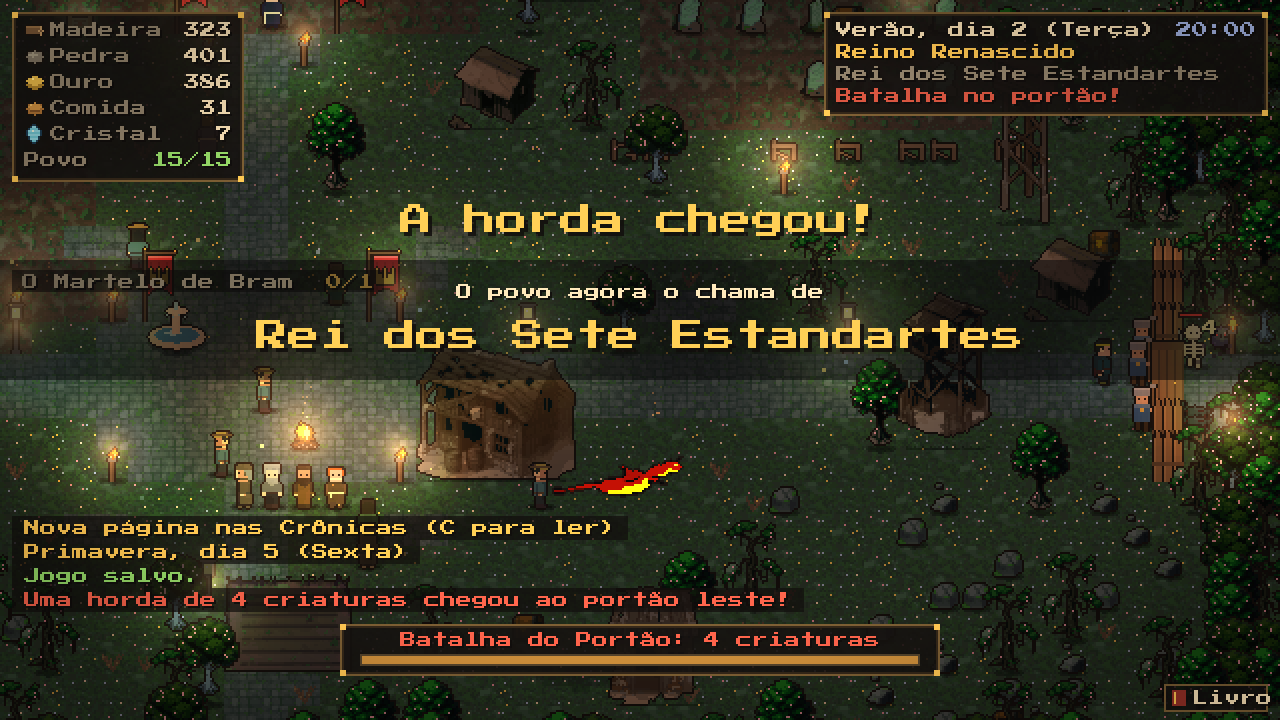 Madeira 323
Pedra 401
Ouro 386
Comida 31
Cristal 7
Povo 15/15
Verão, dia 2 (Terça) 20:00
Reino Renascido
Rei dos Sete Estandartes
Batalha no portão!
A horda chegou!
O Martelo de Bram 0/1
O povo agora o chama de
Rei dos Sete Estandartes
4
Nova página nas Crônicas (C para ler)
Primavera, dia 5 (Sexta)
Jogo salvo.
Uma horda de 4 criaturas chegou ao portão leste!
Batalha do Portão: 4 criaturas
Livro